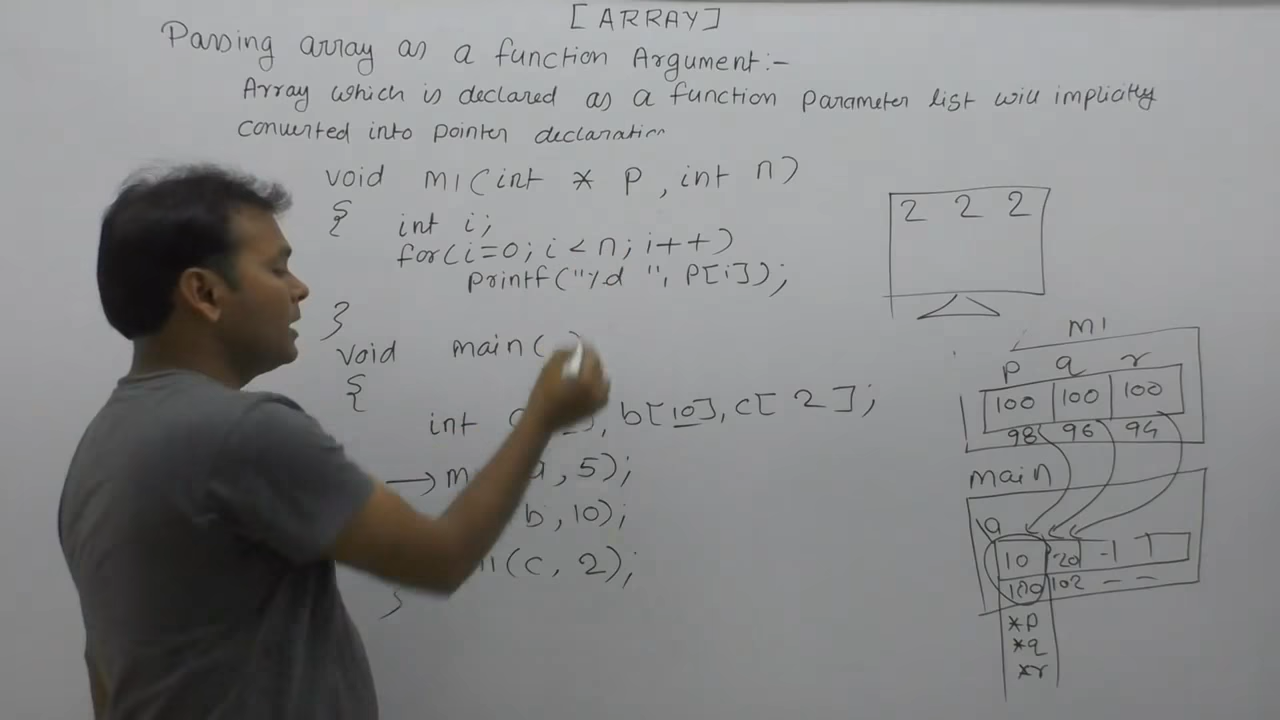 [ARRAY]
Passing array as a function Argument:-
Array which is declared as a function parameter list will implicitly
converted into pointer declaration
void m1(int * p, int n)
{ int i;
for(i=0; i<n; i++)
printf("%d ", p[i]);
}
void main( )
{
int b[10], c[ 2 ];
→ , 5);
b, 10);
(c, 2);
}
2 2 2
m1
p q r
100 100 100
98 96 94
main
a
10 20
100 102 - -
*p
*q
*r